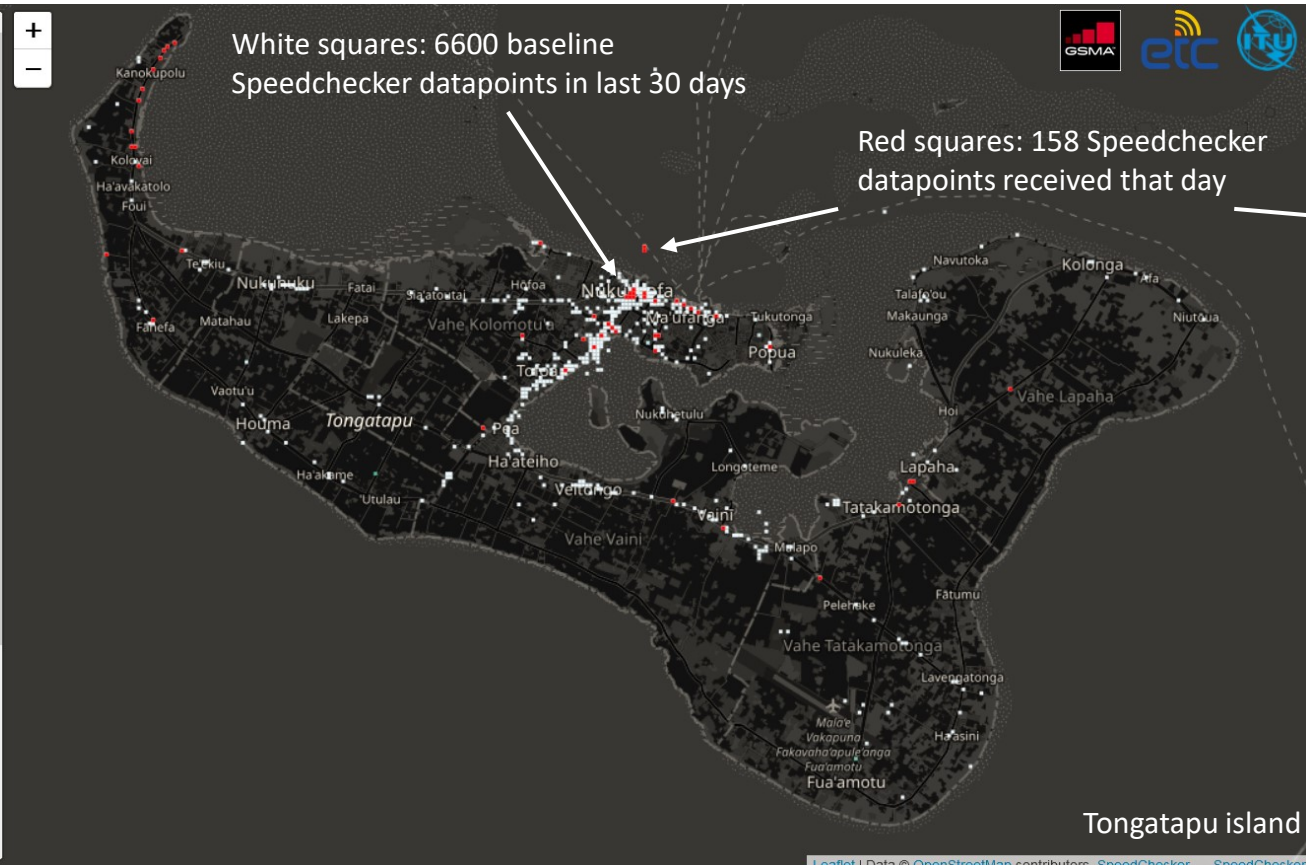 +
−
White squares: 6600 baseline
Speedchecker datapoints in last 30 days
GSMA
etc
ITU
Red squares: 158 Speedchecker
datapoints received that day
Kanokupolu
Kolovai
Ha'avakatolo
Foui
Te'ekiu
Nukunuku
Fatai
Sia'atoutai
Hōfoa
Nuku'alofa
Navutoka
Kolonga
Afa
Talafo'ou
Makaunga
Niutōua
Fahefa
Matahau
Lakepa
Vahe Kolomotu'a
Ma'ufanga
Tukutonga
Popua
Nukuleka
Tofoa
Vaotu'u
Houma
Tongatapu
Nukuhetulu
Hoi
Vahe Lapaha
Pea
Ha'ateiho
Longoteme
Lapaha
Ha'akame
'Utulau
Veitongo
Vaini
Tatakamotonga
Vahe Vaini
Malapo
Pelehake
Fātumu
Vahe Tatakamotonga
Lavengatonga
Mala'e
Vakapuna
Fakavaha'apule'anga
Fua'amotu
Ha'asini
Fua'amotu
Tongatapu island
Leaflet | Data © OpenStreetMap contributors, SpeedChecker — SpeedChecker